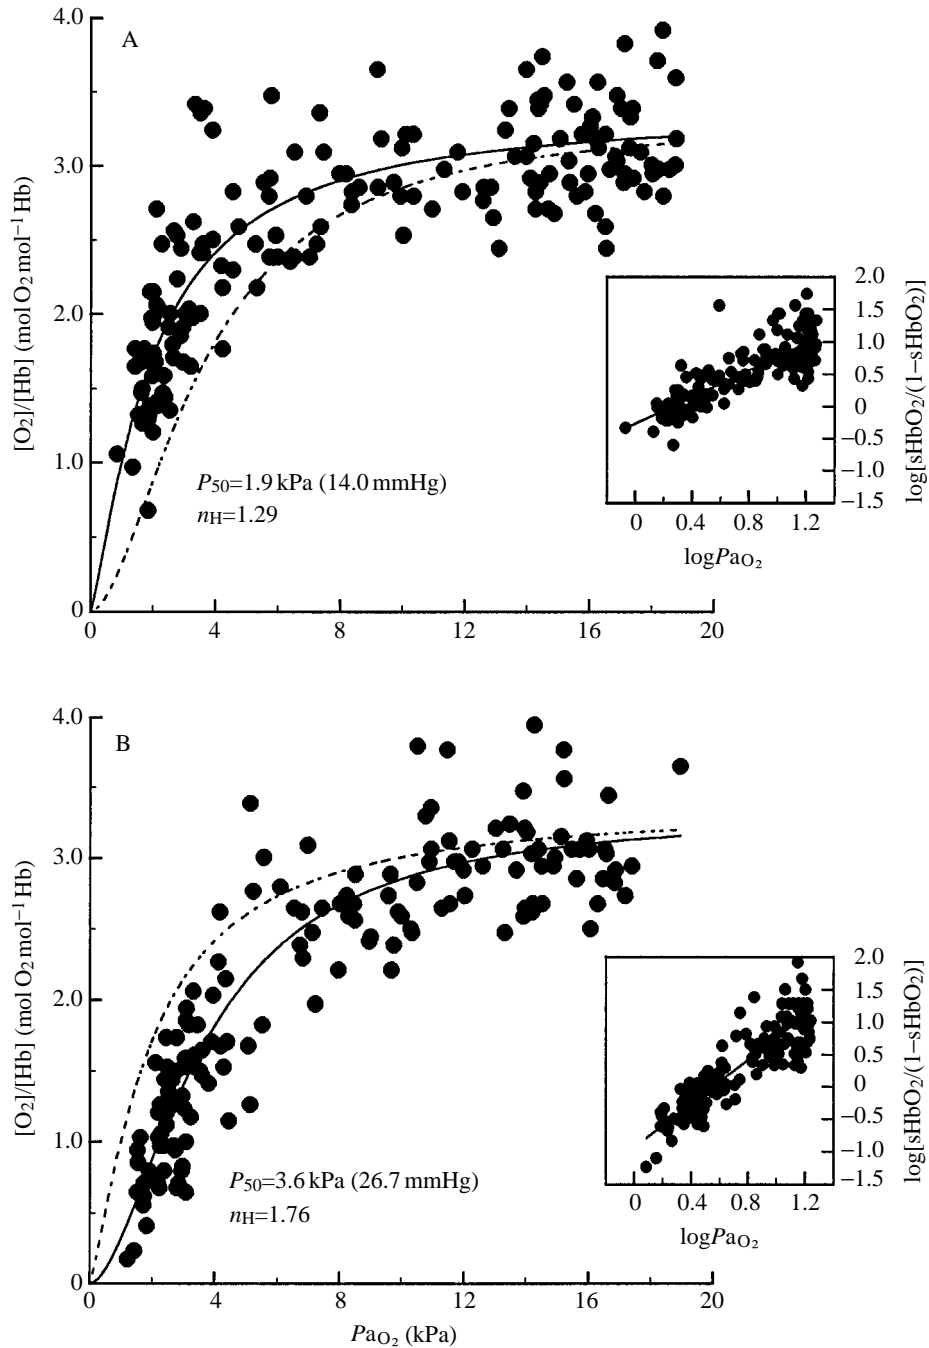 4.0
A
3.0
2.0
1.0
0
[O2]/[Hb] (mol O2 mol−1 Hb)
P50=1.9 kPa (14.0 mmHg)
nH=1.29
0 4 8 12 16 20
2.0
1.5
1.0
0.5
0
−0.5
−1.0
−1.5
log[sHbO2/(1−sHbO2)]
0 0.4 0.8 1.2
logPaO2
4.0
B
3.0
2.0
1.0
0
[O2]/[Hb] (mol O2 mol−1 Hb)
P50=3.6 kPa (26.7 mmHg)
nH=1.76
0 4 8 12 16 20
PaO2 (kPa)
2.0
1.5
1.0
0.5
0
−0.5
−1.0
−1.5
log[sHbO2/(1−sHbO2)]
0 0.4 0.8 1.2
logPaO2